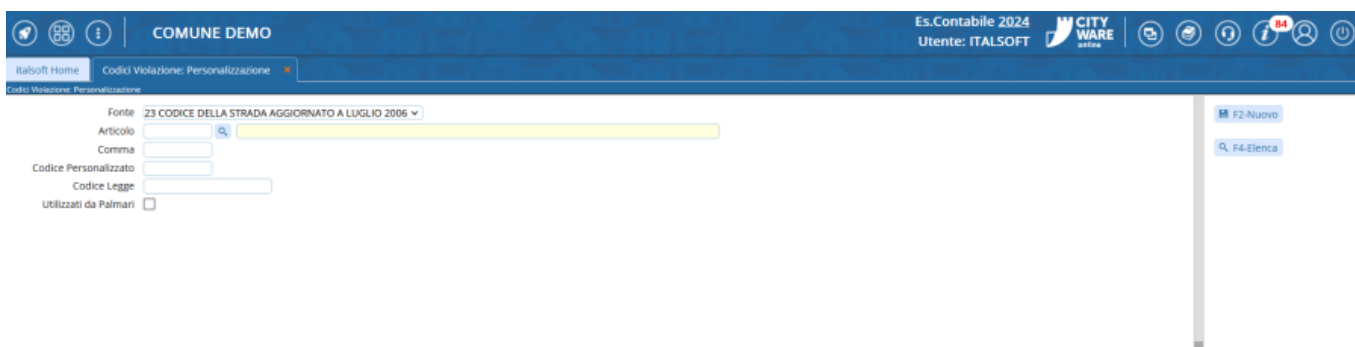 COMUNE DEMO
Es.Contabile 2024
Utente: ITALSOFT
CITY
WARE
online
84
italsoft Home
Codici Violazione: Personalizzazione
Codici Violazione: Personalizzazione
Fonte 23 CODICE DELLA STRADA AGGIORNATO A LUGLIO 2006
Articolo
Comma
Codice Personalizzato
Codice Legge
Utilizzati da Palmari
F2-Nuovo
F4-Elenca